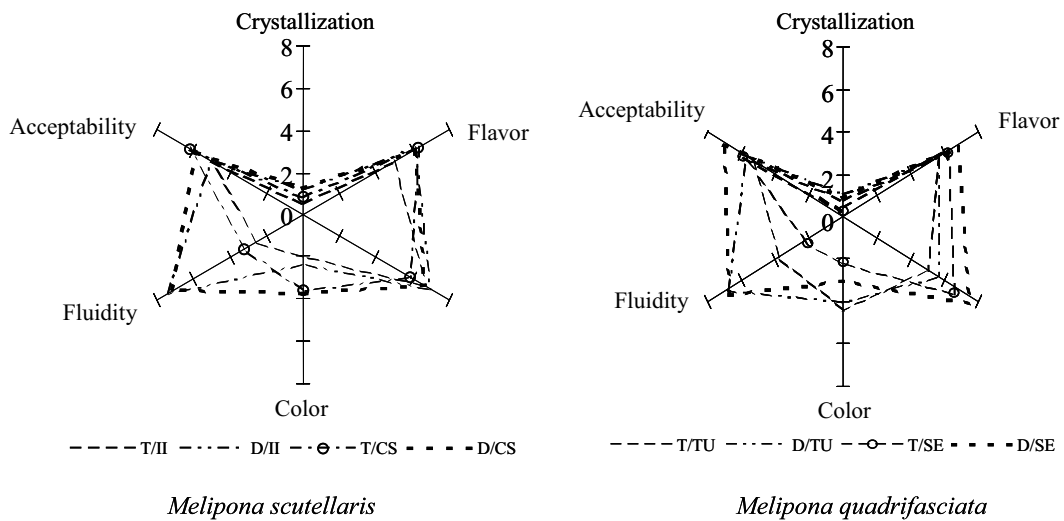 Crystallization
8
6
4
2
0
Acceptability
Flavor
Fluidity
Color
T/II D/II T/CS D/CS
Melipona scutellaris
Crystallization
8
6
4
2
0
Acceptability
Flavor
Fluidity
Color
T/TU D/TU T/SE D/SE
Melipona quadrifasciata